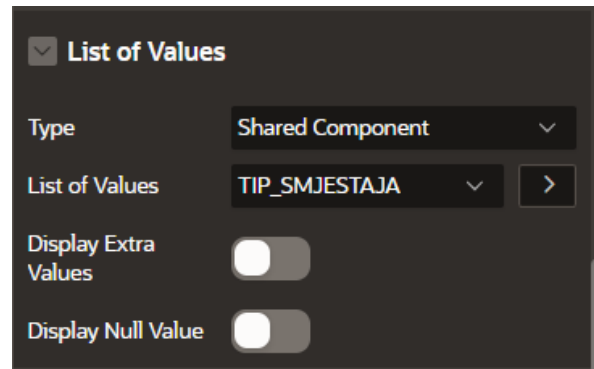 List of Values
Type Shared Component
List of Values TIP_SMJESTAJA
Display Extra
Values
Display Null Value